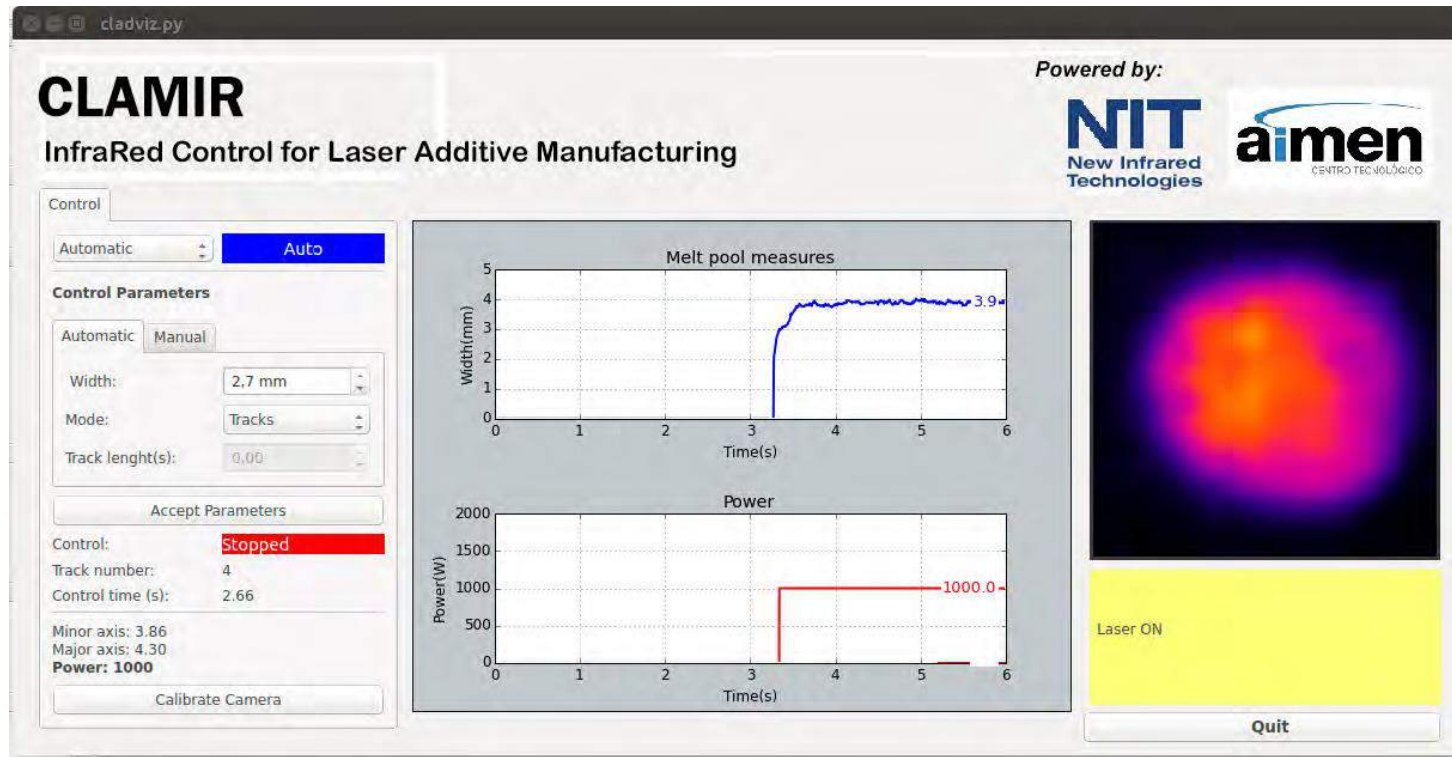 cladviz.py
CLAMIR
InfraRed Control for Laser Additive Manufacturing
Powered by:
NIT
New Infrared
Technologies
aimen
CENTRO TECNOLÓGICO
Control
Automatic
Auto
Control Parameters
Automatic Manual
Width: 2,7 mm
Mode: Tracks
Track lenght(s): 0,00
Accept Parameters
Control: Stopped
Track number: 4
Control time (s): 2.66
Minor axis: 3.86
Major axis: 4.30
Power: 1000
Calibrate Camera
Melt pool measures
Width(mm)
5
4
3
2
1
0
3.9
0 1 2 3 4 5 6
Time(s)
Power
Power(W)
2000
1500
1000
500
0
1000.0
0 1 2 3 4 5 6
Time(s)
Laser ON
Quit